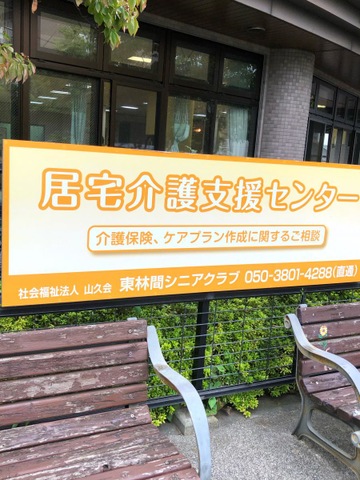 居宅介護支援センター
介護保険、ケアプラン作成に関するご相談
社会福祉法人 山久会 東林間シニアクラブ 050-3801-4288(直通)